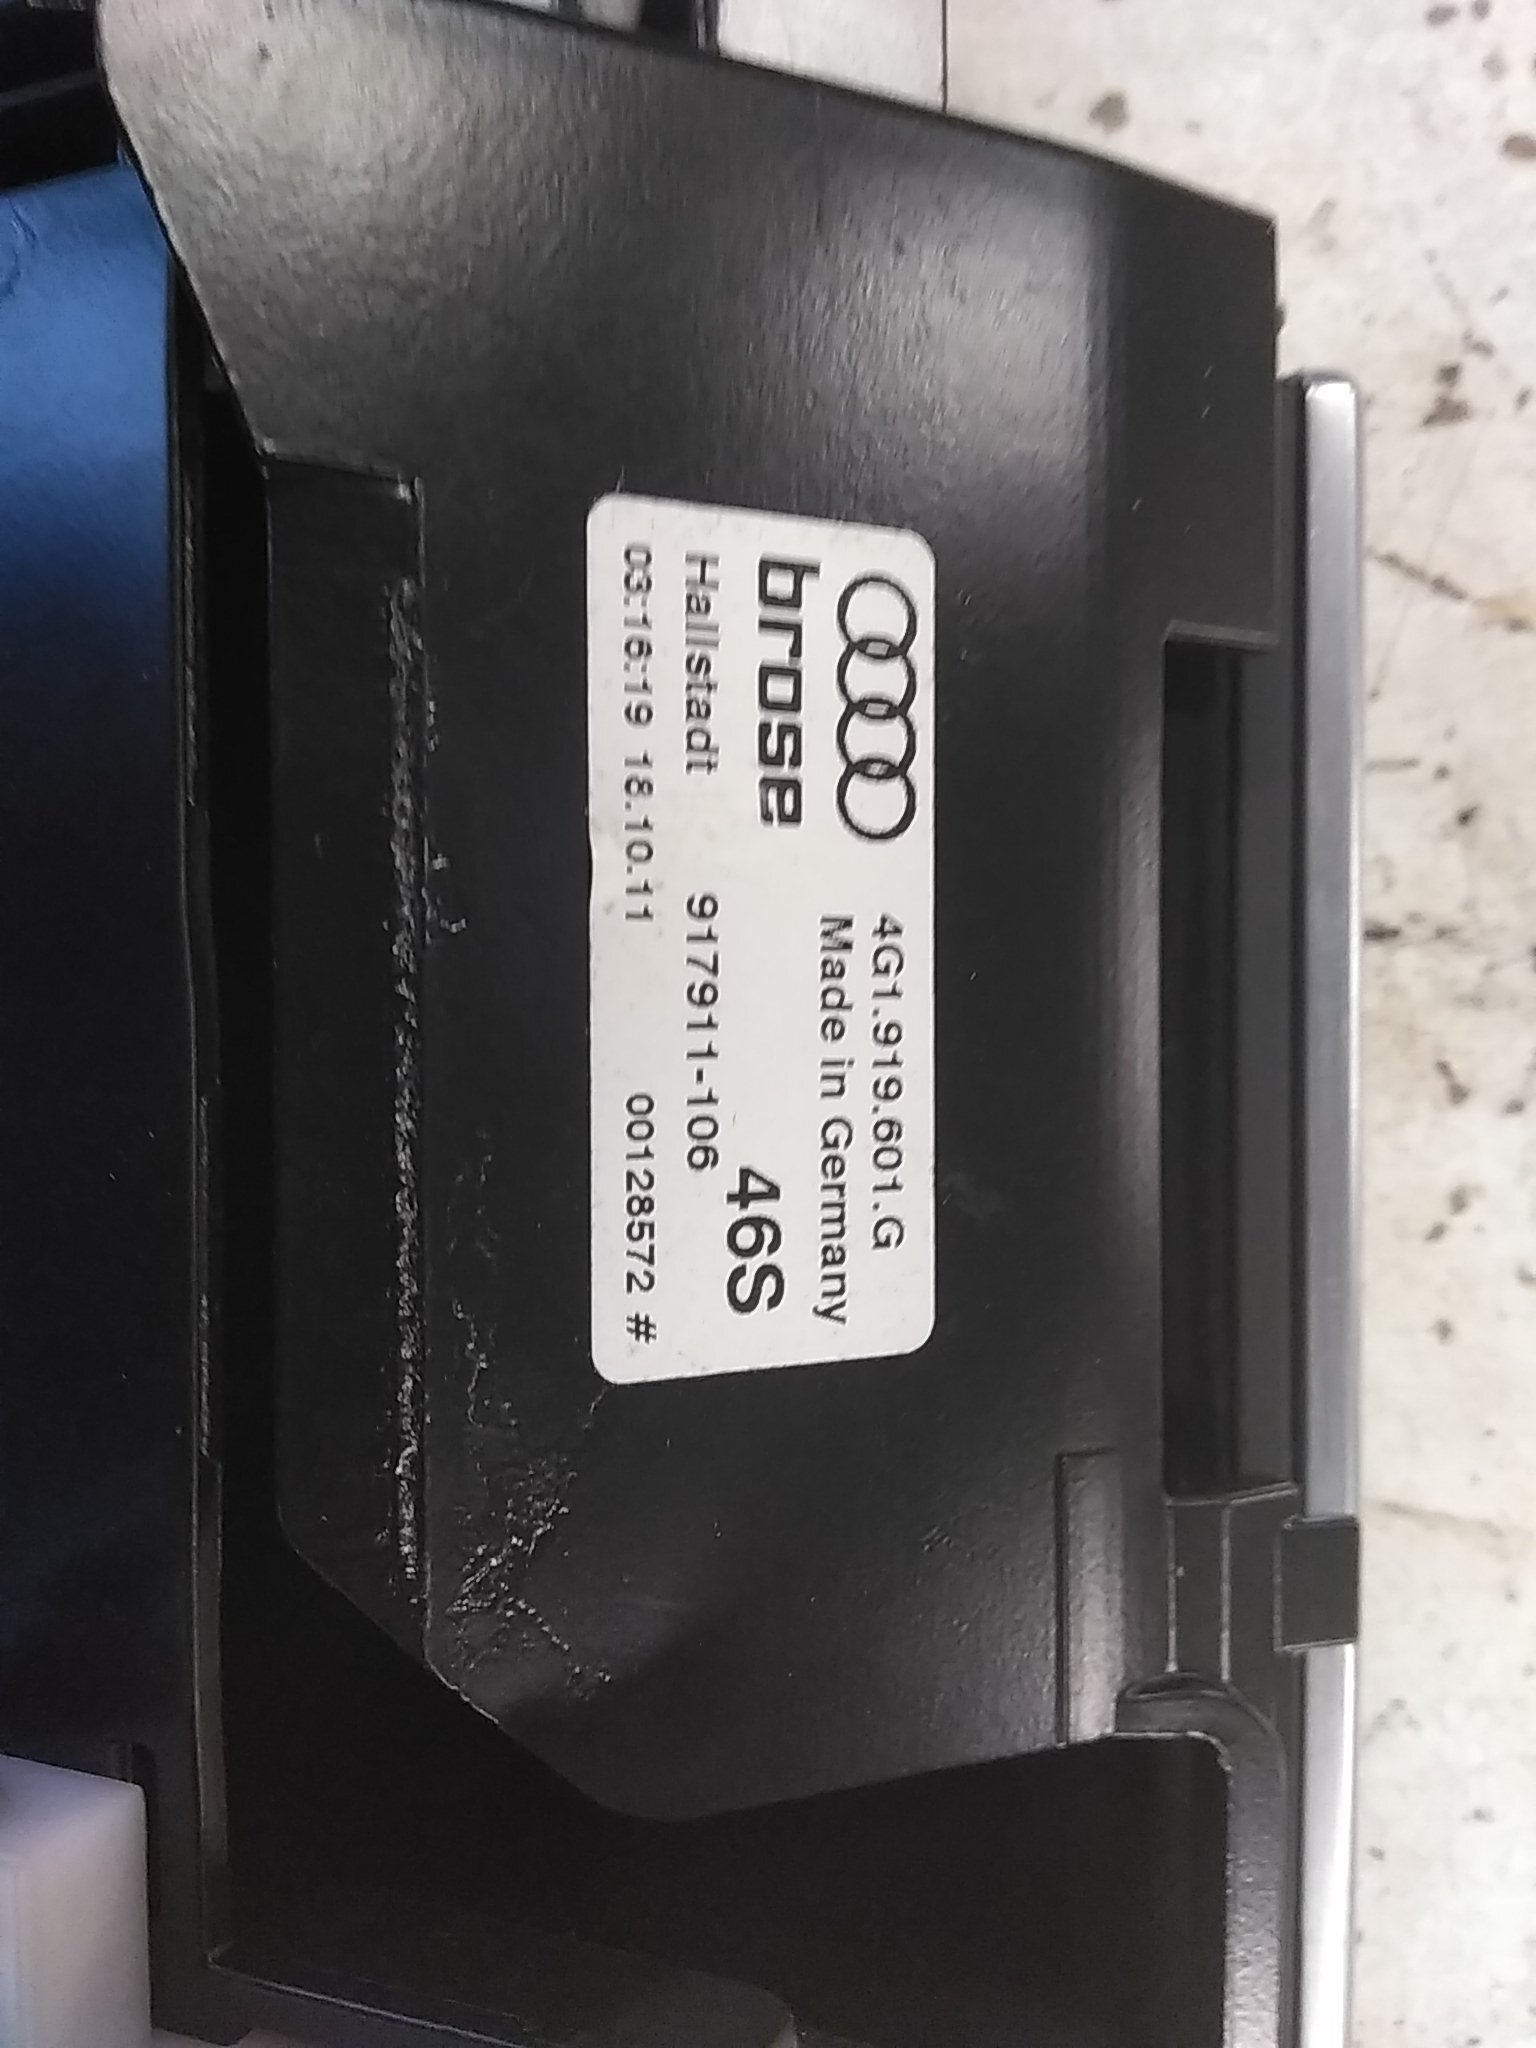 4G1.919.601.G
Made in Germany
brose
46S
Hallstadt 917911-106
03:16:19 18.10.11 00128572 #